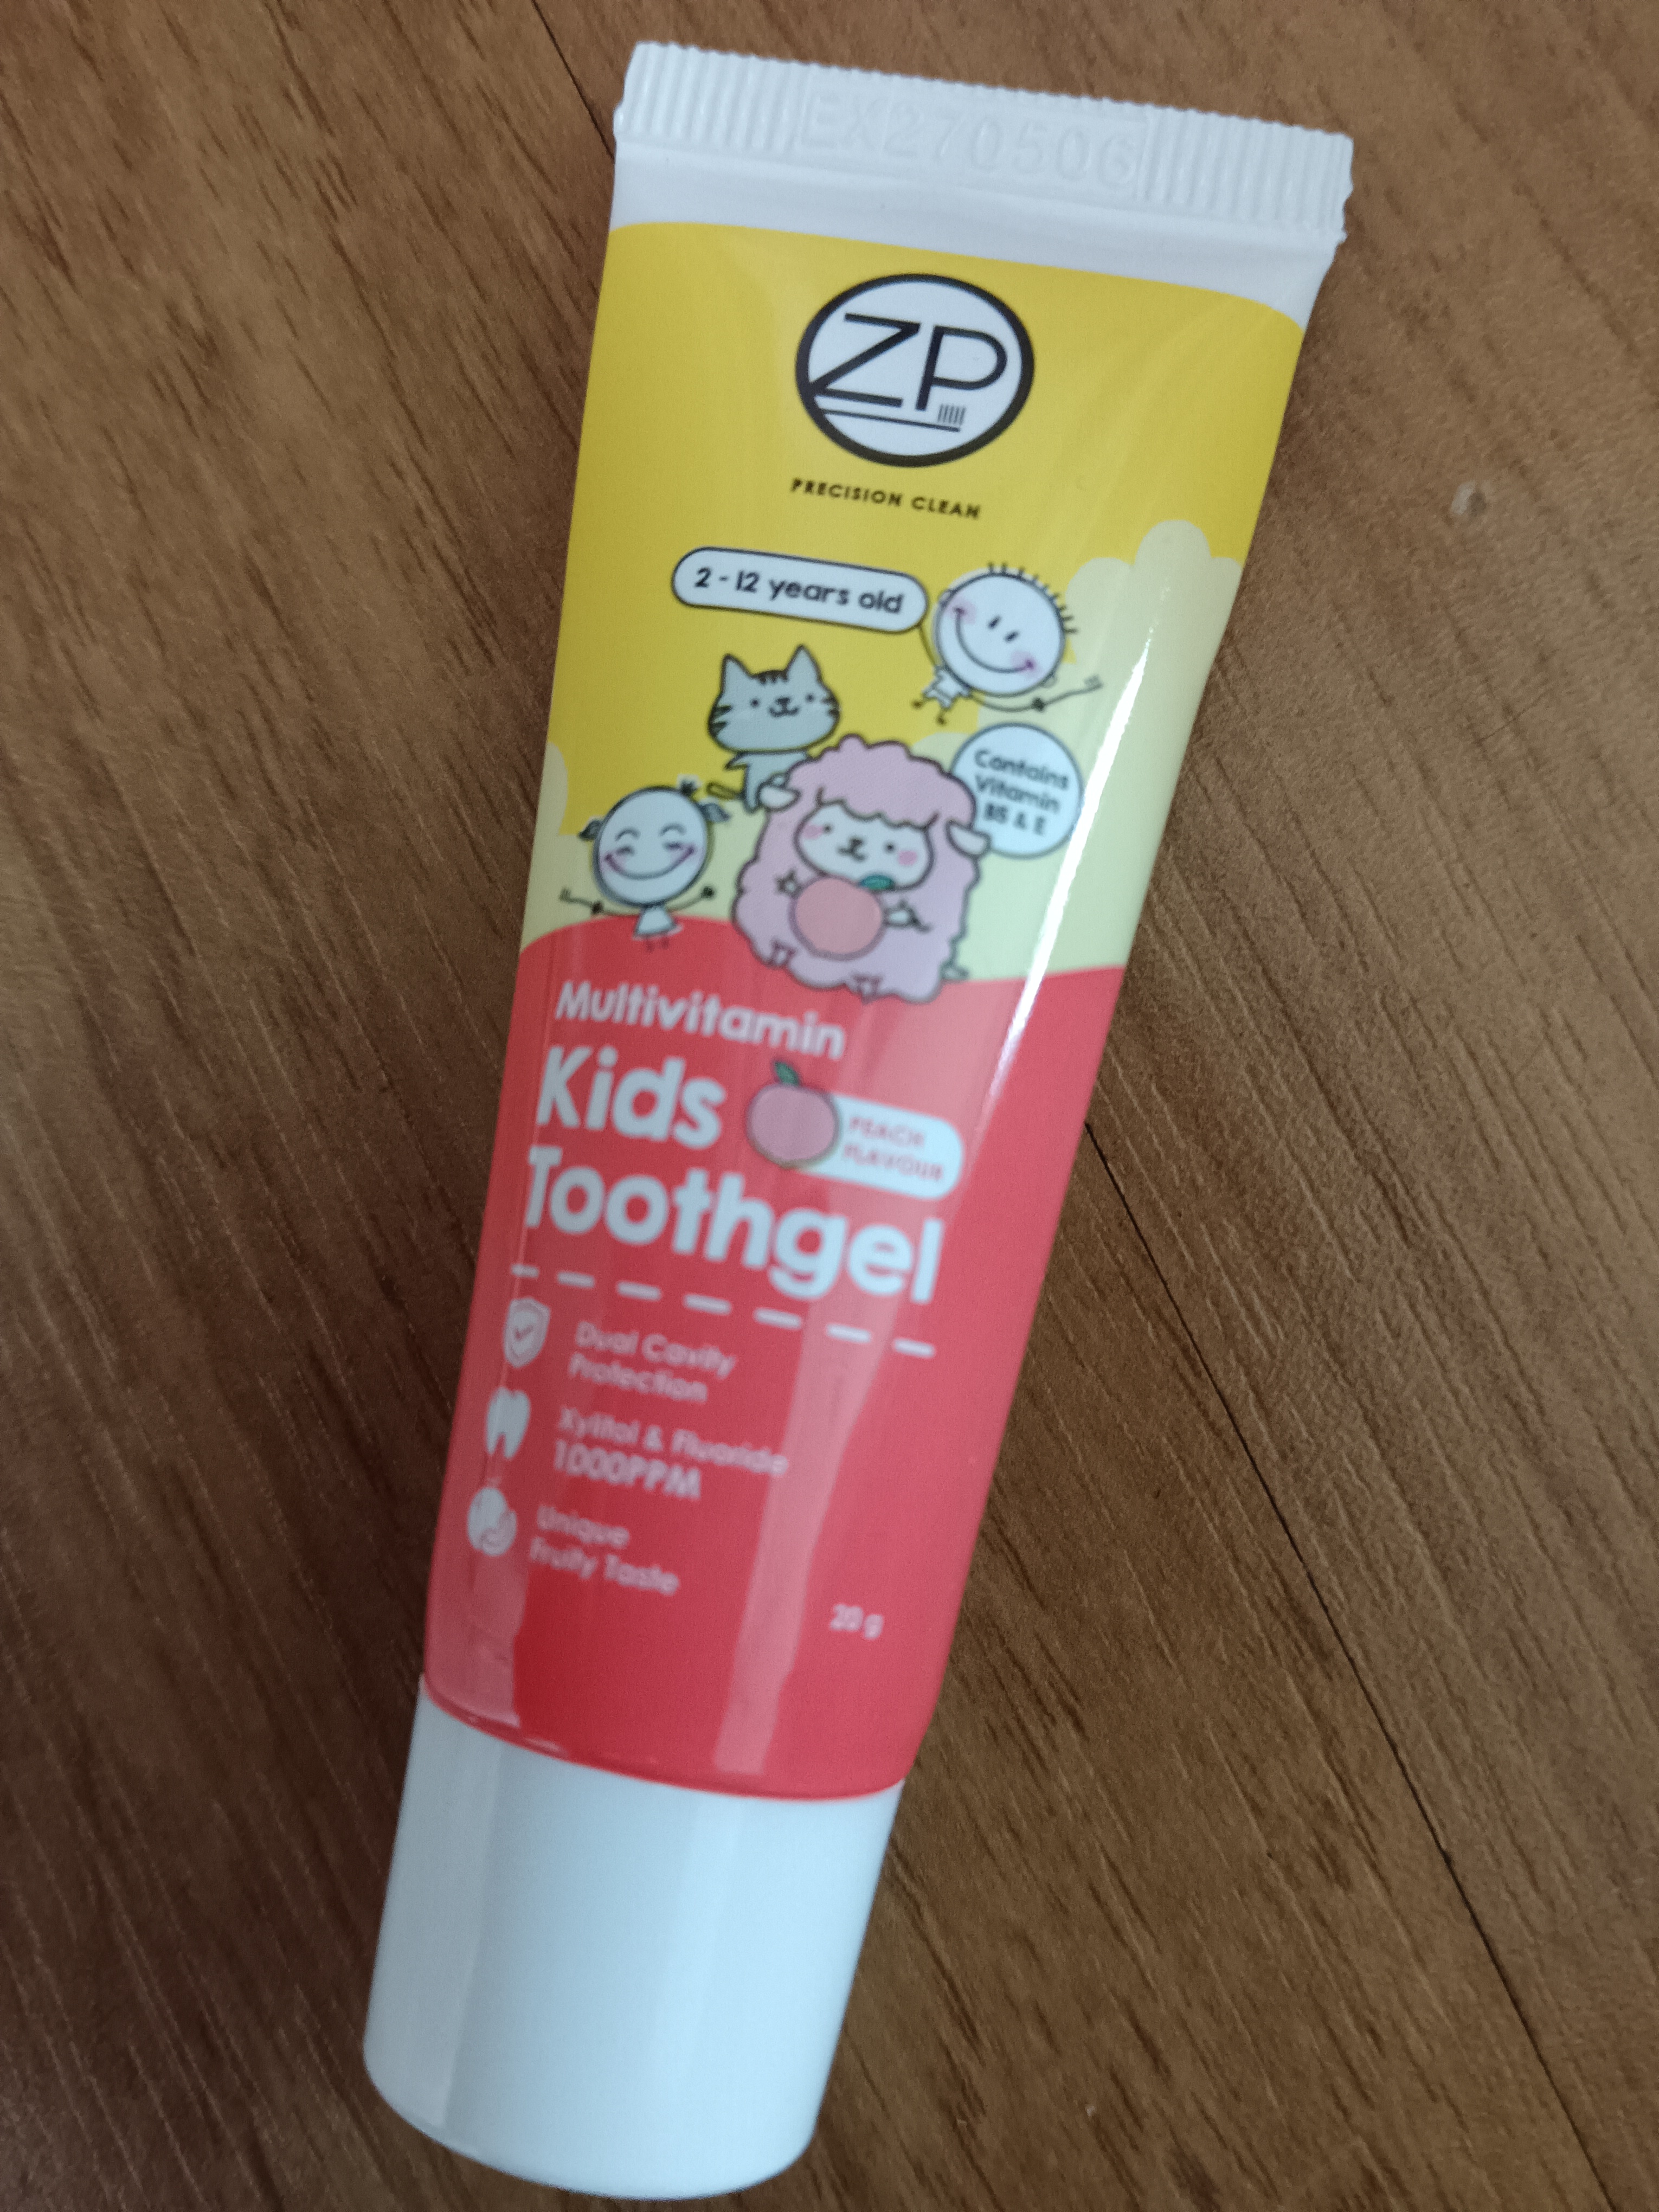 EX270506
ZP
PRECISION CLEAN
2 - 12 years old
Contains
Vitamin
B5 & E
Multivitamin
Kids
PEACH
FLAVOUR
Toothgel
Dual Cavity
Protection
Xylitol & Fluoride
1000PPM
Unique
Fruity Taste
20 g